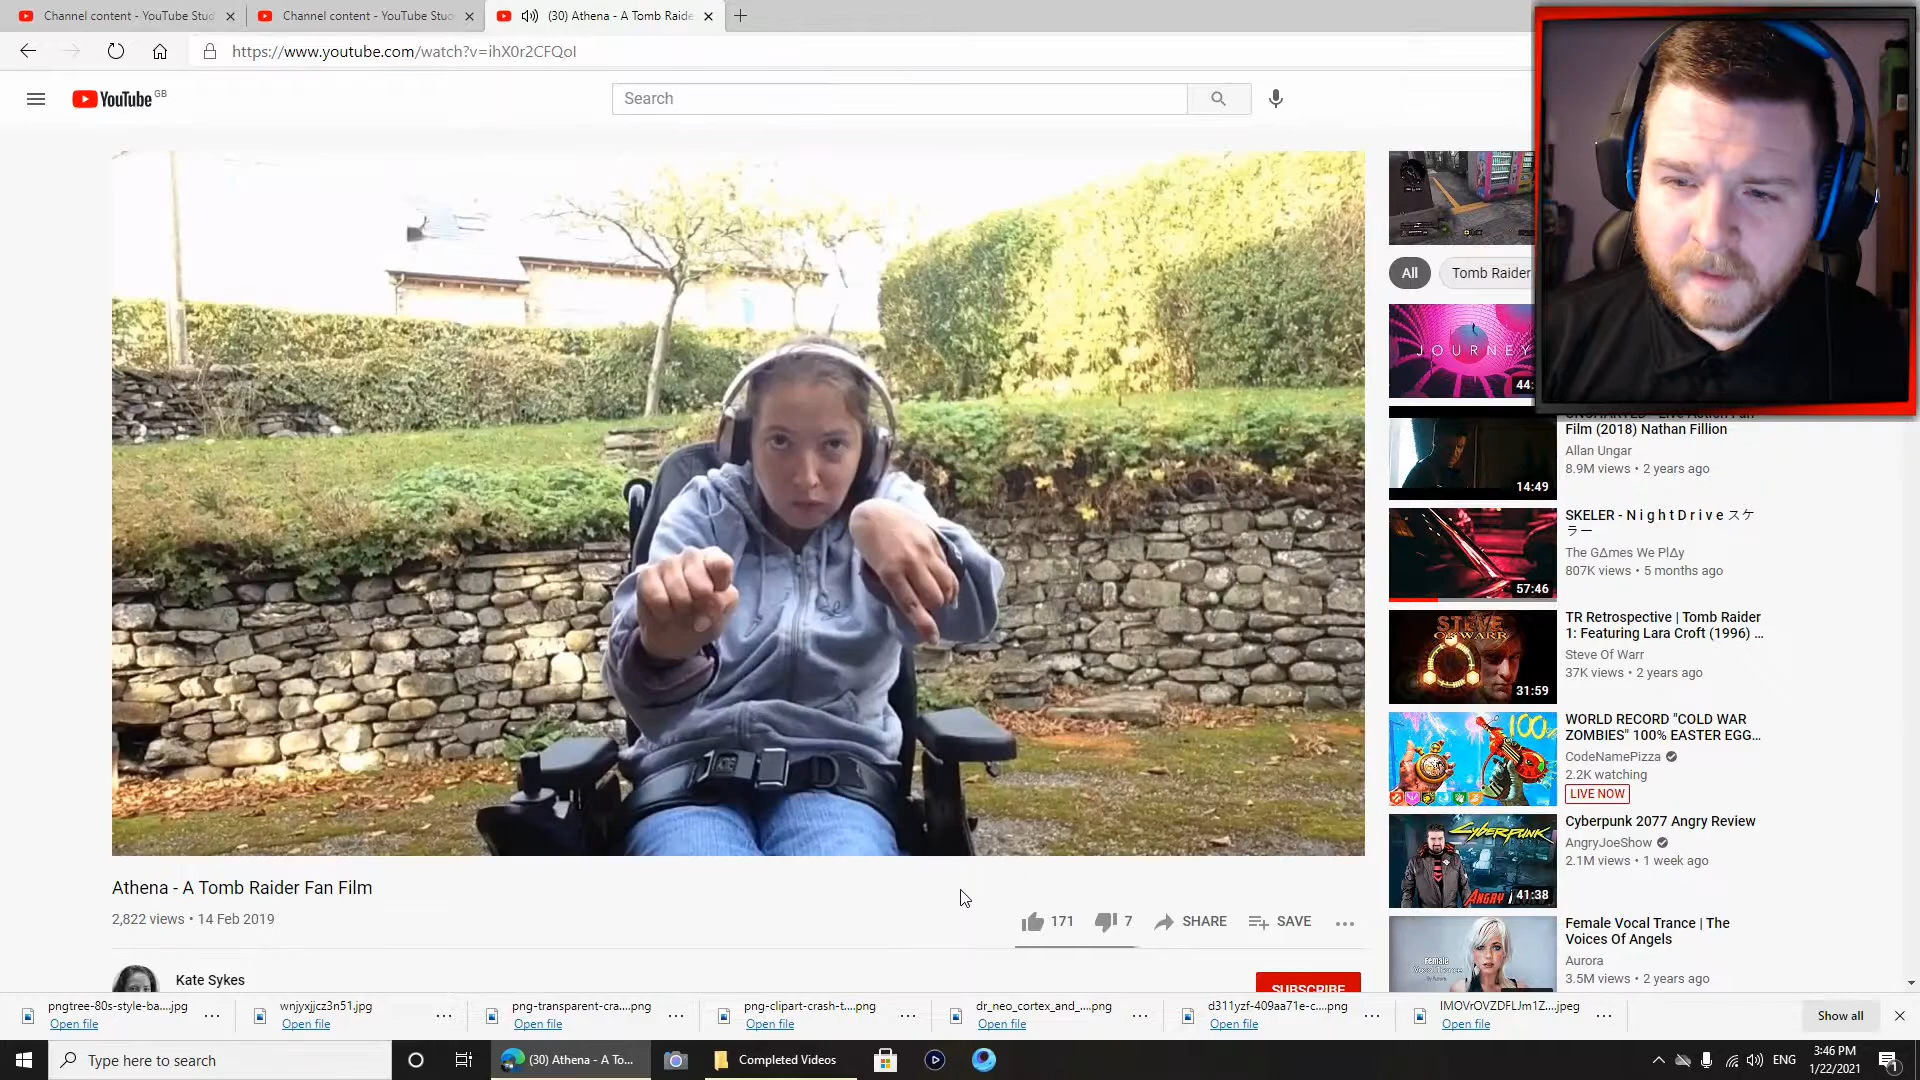 Channel content - YouTube Stud
Channel content - YouTube Stud
(30) Athena - A Tomb Raide
https://www.youtube.com/watch?v=ihX0r2CFQoI
YouTube GB
Search
All
Tomb Raider
JOURNEY
44:
Film (2018) Nathan Fillion
Allan Ungar
8.9M views • 2 years ago
14:49
SKELER - N i g h t D r i v e スケ
ラー
The GΔmes We PlΔy
807K views • 5 months ago
57:46
STEVE
OF WARR
TR Retrospective | Tomb Raider
1: Featuring Lara Croft (1996) ...
Steve Of Warr
37K views • 2 years ago
31:59
100%
WORLD RECORD "COLD WAR
ZOMBIES" 100% EASTER EGG...
CodeNamePizza
2.2K watching
LIVE NOW
CYBERPUNK
ANGRY
Cyberpunk 2077 Angry Review
AngryJoeShow
2.1M views • 1 week ago
41:38
Female
Vocal Trance
Female Vocal Trance | The
Voices Of Angels
Aurora
3.5M views • 2 years ago
Athena - A Tomb Raider Fan Film
2,822 views • 14 Feb 2019
171
7
SHARE
SAVE
Kate Sykes
SUBSCRIBE
pngtree-80s-style-ba....jpg
Open file
wnjyxjjcz3n51.jpg
Open file
png-transparent-cra....png
Open file
png-clipart-crash-t....png
Open file
dr_neo_cortex_and_....png
Open file
d311yzf-409aa71e-c....png
Open file
IMOVrOVZDFLJm1Z....jpeg
Open file
Show all
Type here to search
(30) Athena - A To...
Completed Videos
ENG
3:46 PM
1/22/2021
1